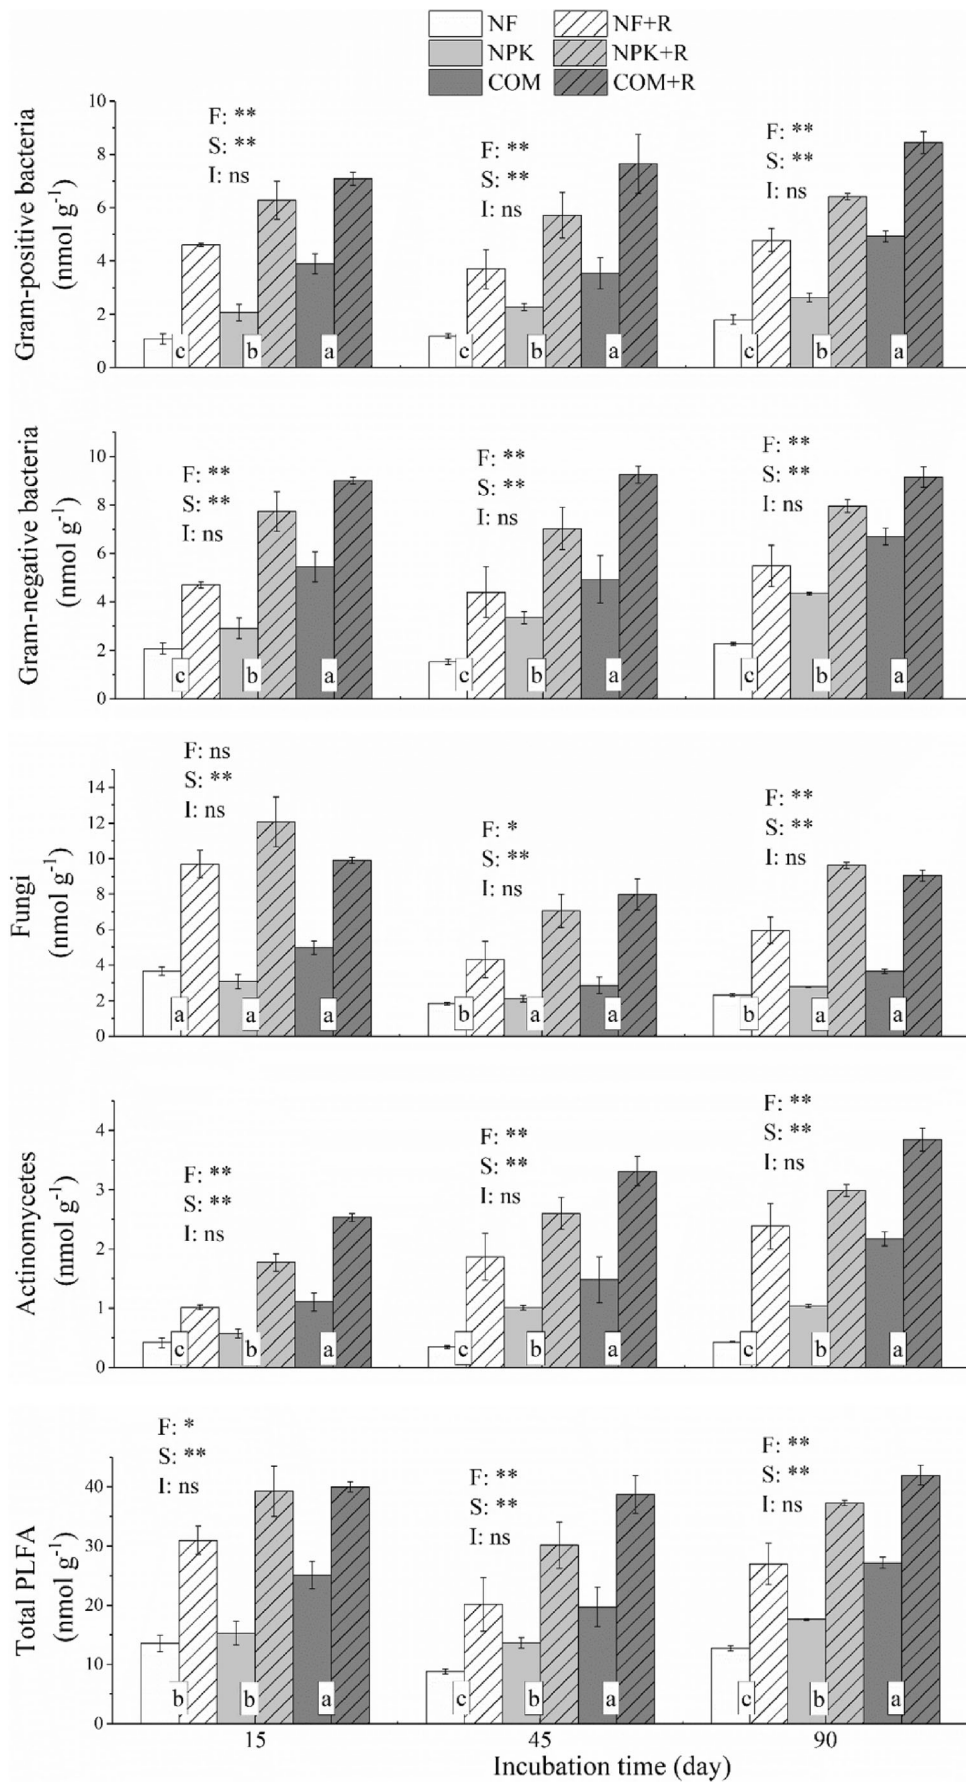 NF NF+R
NPK NPK+R
COM COM+R
Gram-positive bacteria
(nmol g-1)
10
8
6
4
2
0
F: **
S: **
I: ns
F: **
S: **
I: ns
F: **
S: **
I: ns
c b a c b a c b a
Gram-negative bacteria
(nmol g-1)
10
8
6
4
2
0
F: **
S: **
I: ns
F: **
S: **
I: ns
F: **
S: **
I: ns
c b a c b a c b a
Fungi
(nmol g-1)
14
12
10
8
6
4
2
0
F: ns
S: **
I: ns
F: *
S: **
I: ns
F: **
S: **
I: ns
a a a b a a b a a
Actinomycetes
(nmol g-1)
4
3
2
1
0
F: **
S: **
I: ns
F: **
S: **
I: ns
F: **
S: **
I: ns
c b a c b a c b a
Total PLFA
(nmol g-1)
40
30
20
10
0
F: *
S: **
I: ns
F: **
S: **
I: ns
F: **
S: **
I: ns
b b a c b a c b a
15 45 90
Incubation time (day)